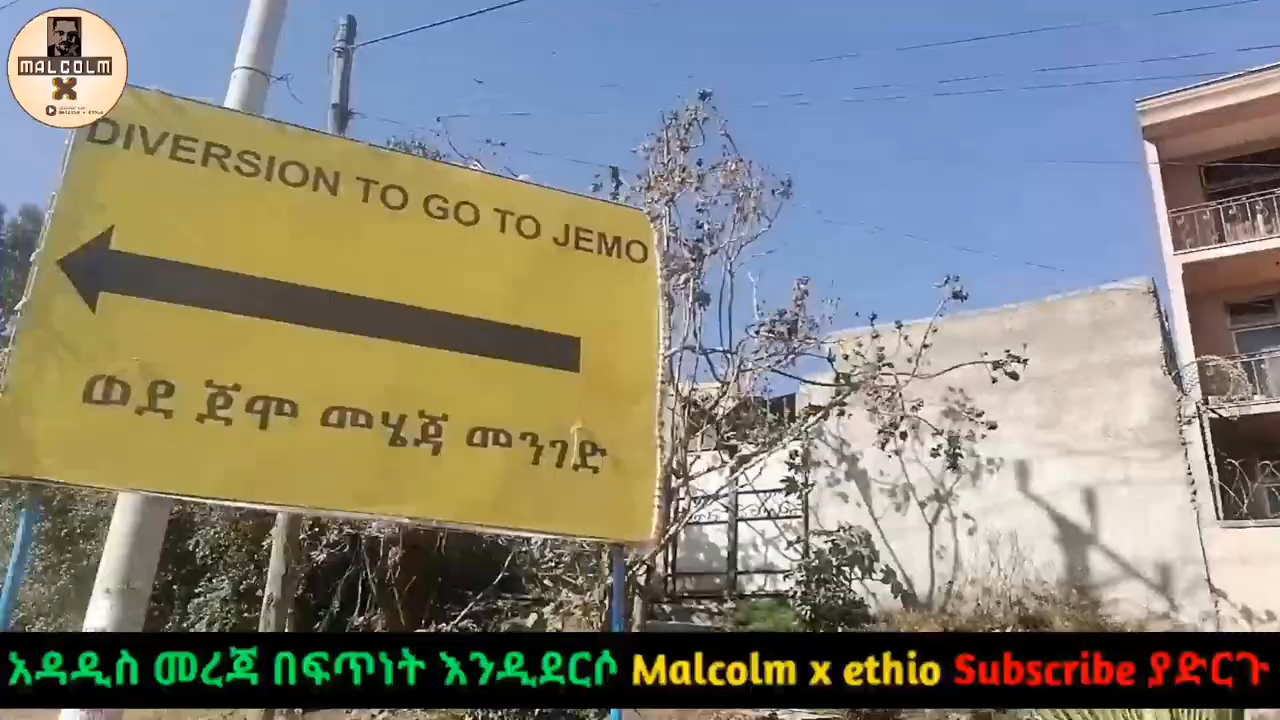 MALCOLM
X
DIVERSION TO GO TO JEMO
ወደ ጀሞ መሄጃ መንገድ
አዳዲስ መረጃ በፍጥነት እንዲደርሶ Malcolm x ethio Subscribe ያድርጉ